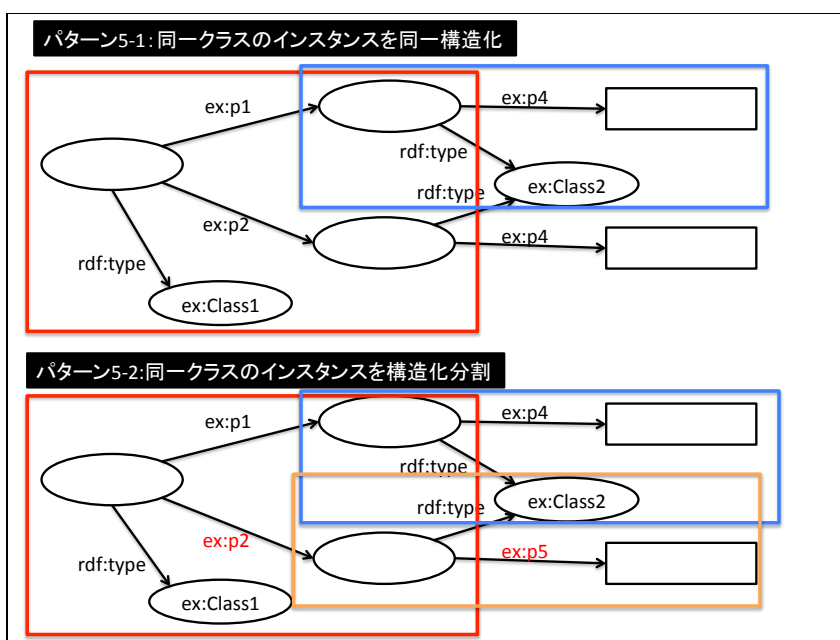 パターン5-1:同一クラスのインスタンスを同一構造化
ex:p1
ex:p4
rdf:type
ex:Class2
rdf:type
ex:p2
ex:p4
rdf:type
ex:Class1
パターン5-2:同一クラスのインスタンスを構造化分割
ex:p1
ex:p4
rdf:type
ex:Class2
rdf:type
ex:p2
ex:p5
rdf:type
ex:Class1